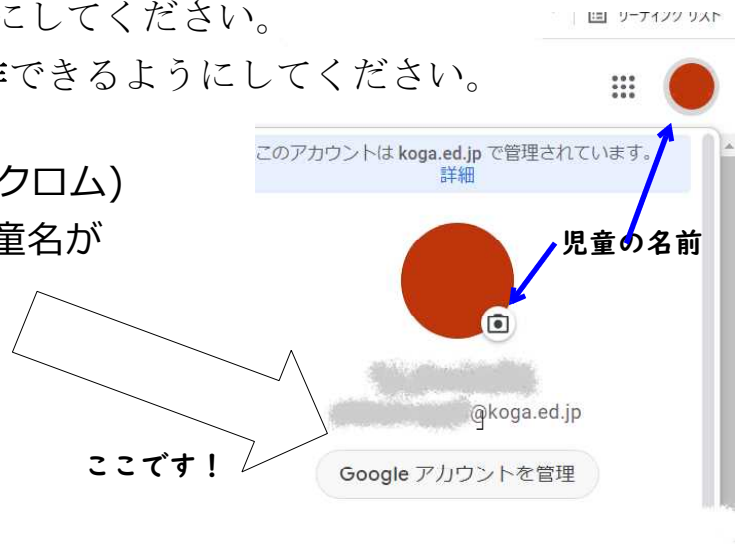 にしてください。
リーディング リスト
できるようにしてください。
このアカウントは koga.ed.jp で管理されています。
詳細
クロム)
童名が
児童の名前
@koga.ed.jp
ここです！
Google アカウントを管理